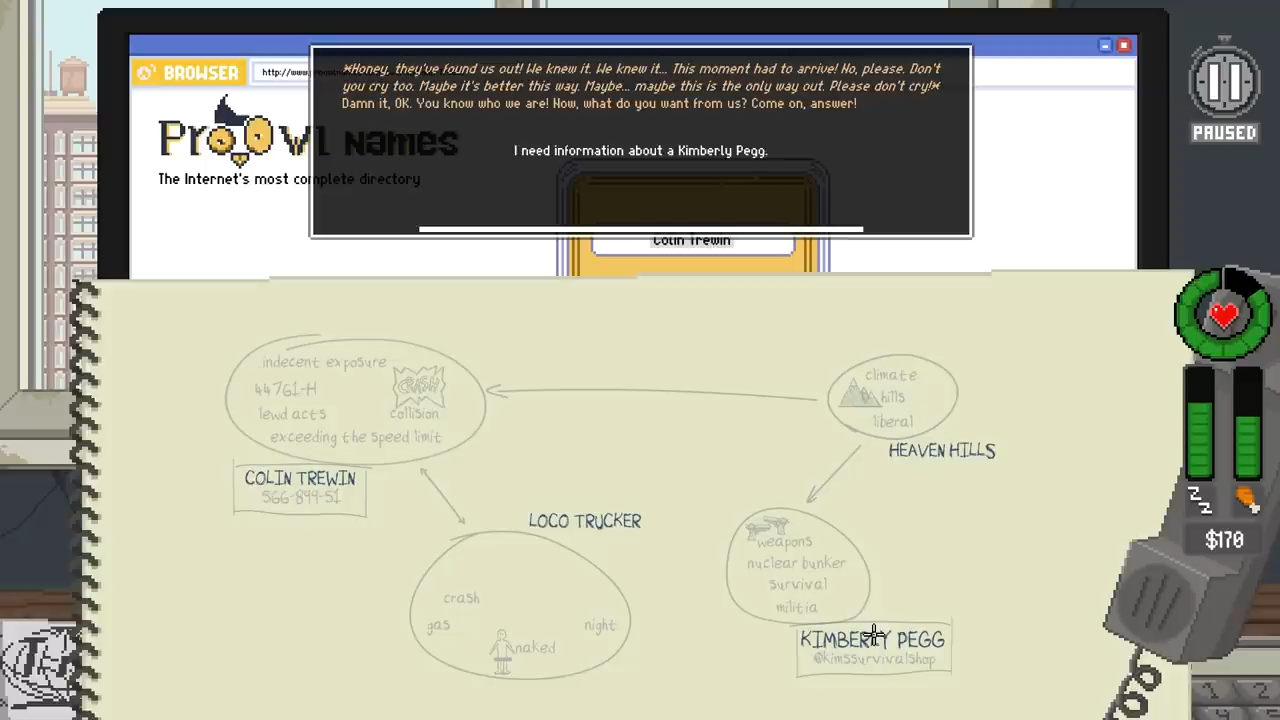 BROWSER
http://www.
PAUSED
*Honey, they've found us out! We knew it. We knew it... This moment had to arrive! No, please. Don't
you cry too. Maybe it's better this way. Maybe... maybe this is the only way out. Please don't cry!*
Damn it, OK. You know who we are! Now, what do you want from us? Come on, answer!
I need information about a Kimberly Pegg.
PrOOwl Names
The Internet's most complete directory
Colin Trewin
indecent exposure
44761-H
CRASH
lewd acts
collision
exceeding the speed limit
COLIN TREWIN
566-899-51
climate
hills
liberal
HEAVEN HILLS
LOCO TRUCKER
crash
gas
night
naked
weapons
nuclear bunker
survival
militia
KIMBERLY PEGG
@kimssurvivalshop
zzz
$170
1 2